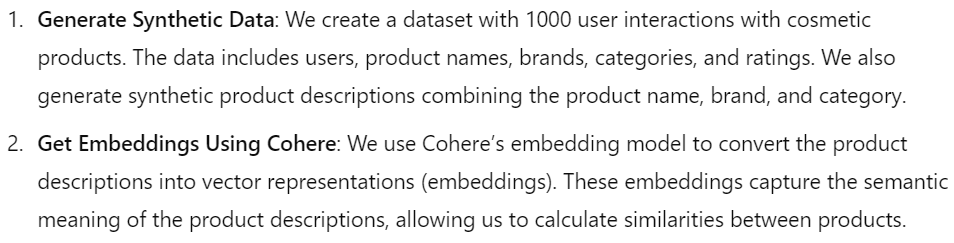 1. Generate Synthetic Data: We create a dataset with 1000 user interactions with cosmetic
products. The data includes users, product names, brands, categories, and ratings. We also
generate synthetic product descriptions combining the product name, brand, and category.
2. Get Embeddings Using Cohere: We use Cohere’s embedding model to convert the product
descriptions into vector representations (embeddings). These embeddings capture the semantic
meaning of the product descriptions, allowing us to calculate similarities between products.